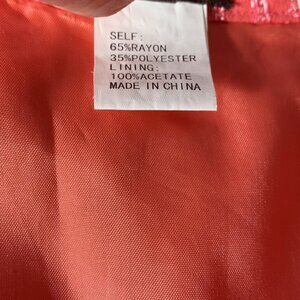 SELF:
65%RAYON
35%POLYESTER
LINING:
100%ACETATE
MADE IN CHINA